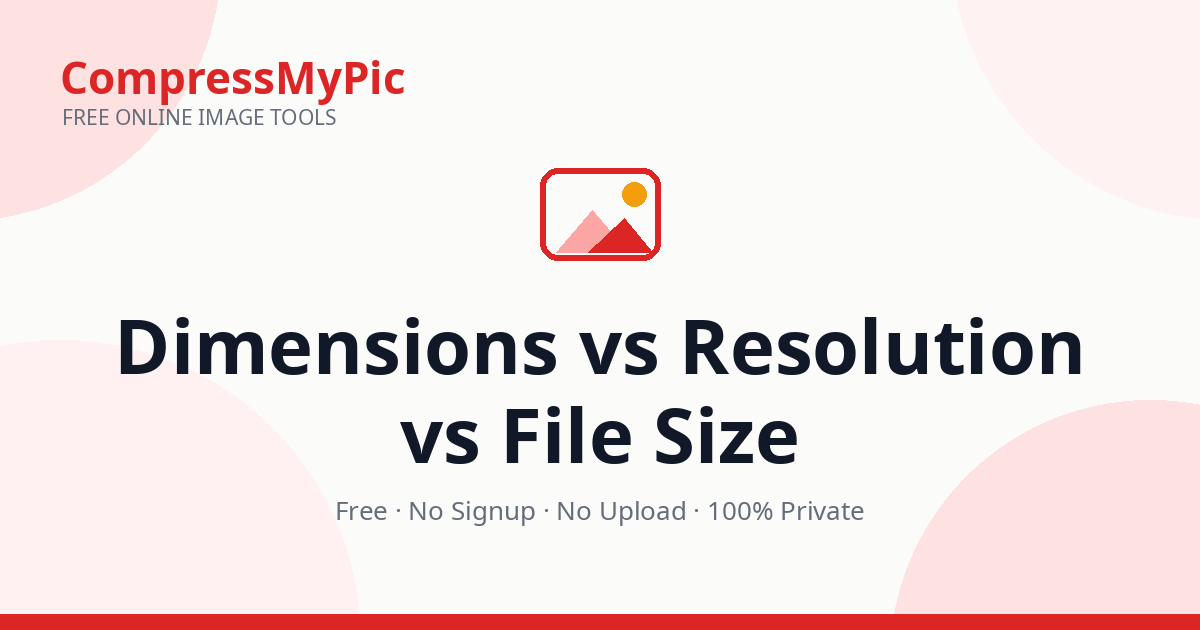 CompressMyPic
FREE ONLINE IMAGE TOOLS
Dimensions vs Resolution
vs File Size
Free · No Signup · No Upload · 100% Private